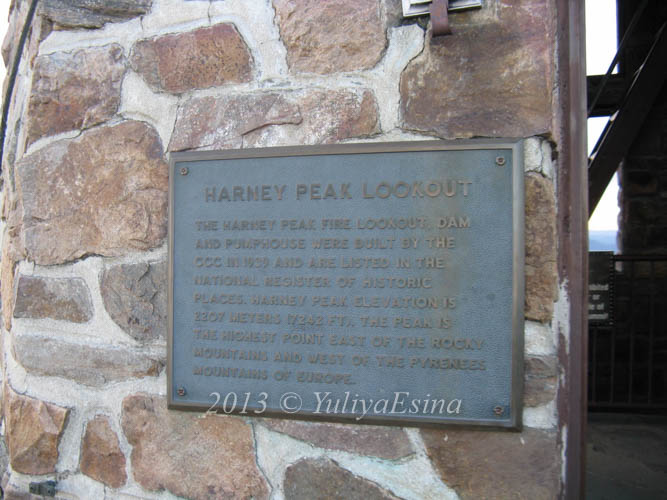 HARNEY PEAK LOOKOUT
THE HARNEY PEAK FIRE LOOKOUT, DAM
AND PUMPHOUSE WERE BUILT BY THE
CCC IN 1939 AND ARE LISTED IN THE
NATIONAL REGISTER OF HISTORIC
PLACES. HARNEY PEAK ELEVATION IS
2207 METERS (7242 FT). THE PEAK IS
THE HIGHEST POINT EAST OF THE ROCKY
MOUNTAINS AND WEST OF THE PYRENEES
MOUNTAINS OF EUROPE.
2013 © YuliyaEsina